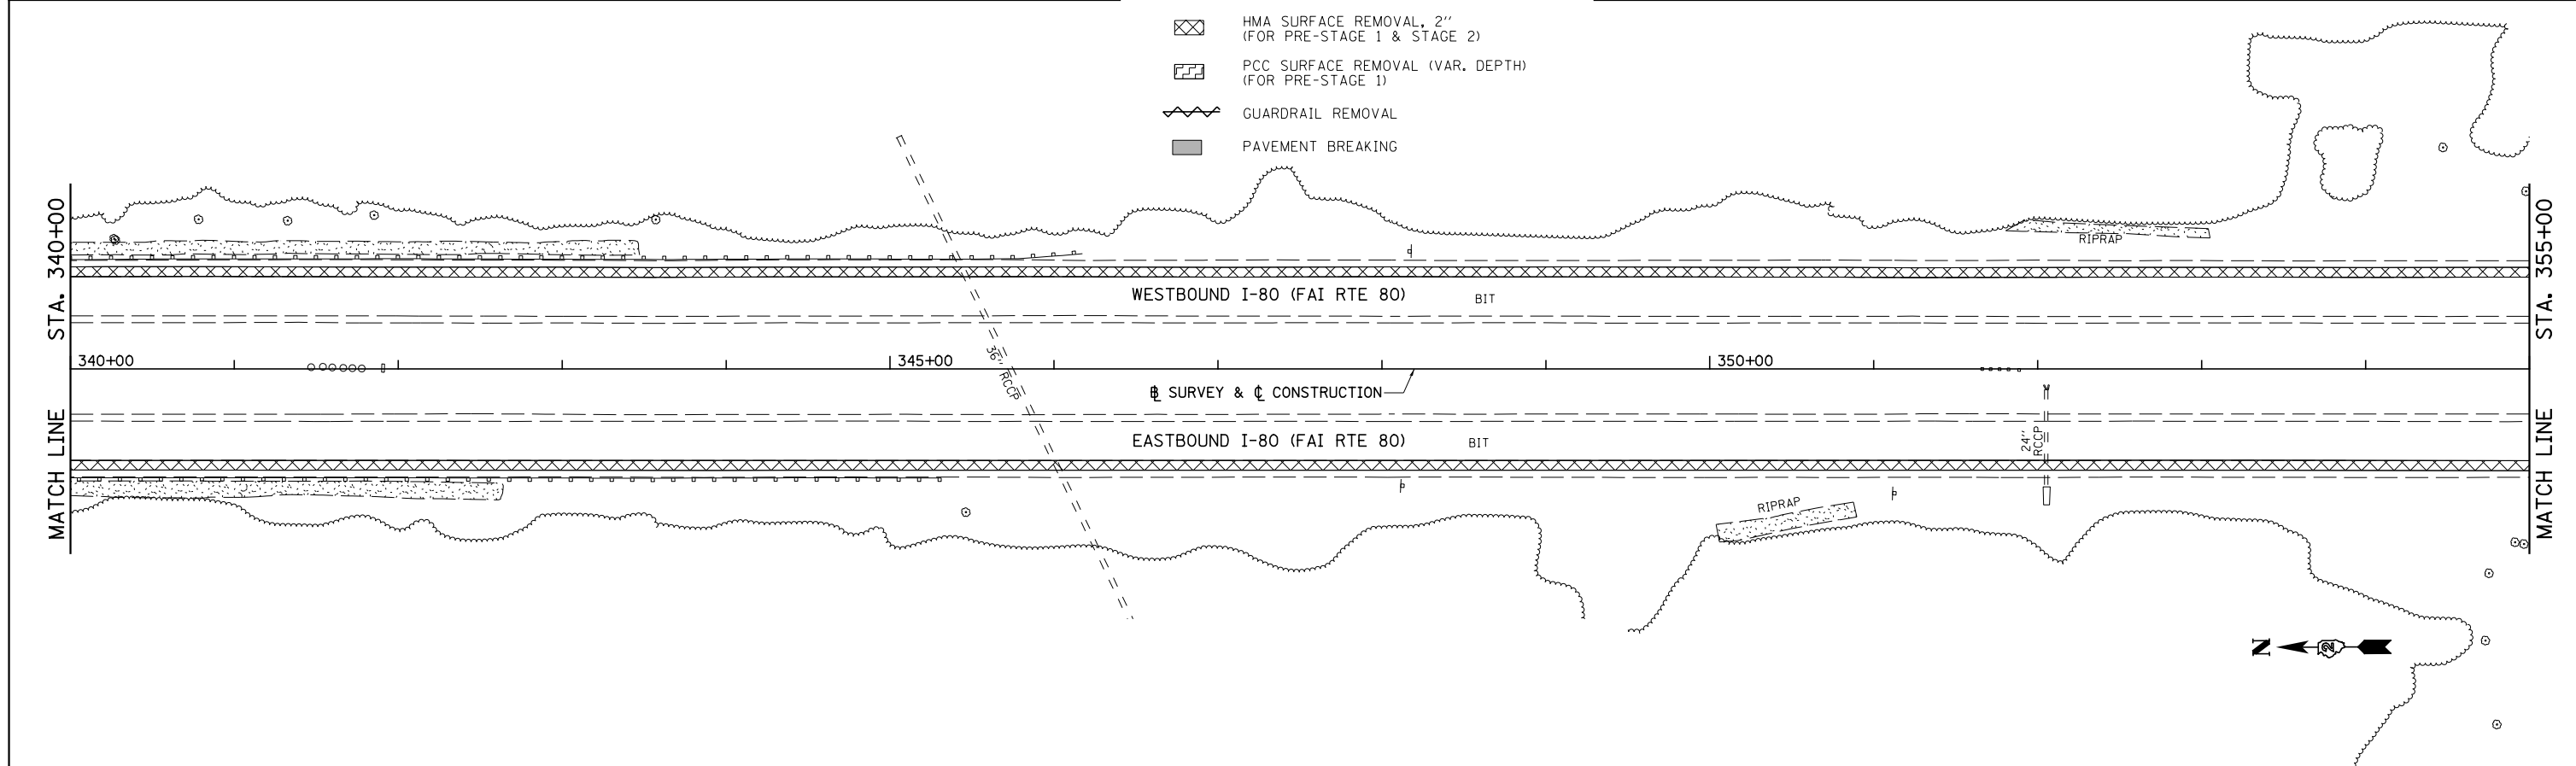 HMA SURFACE REMOVAL, 2"
(FOR PRE-STAGE 1 & STAGE 2)
PCC SURFACE REMOVAL (VAR. DEPTH)
(FOR PRE-STAGE 1)
GUARDRAIL REMOVAL
PAVEMENT BREAKING
MATCH LINE STA. 340+00
MATCH LINE STA. 355+00
RIPRAP
WESTBOUND I-80 (FAI RTE 80)
BIT
340+00
345+00
350+00
36" RCCP
℄ SURVEY & ℄ CONSTRUCTION
EASTBOUND I-80 (FAI RTE 80)
BIT
24"
RCCP
RIPRAP
N
2